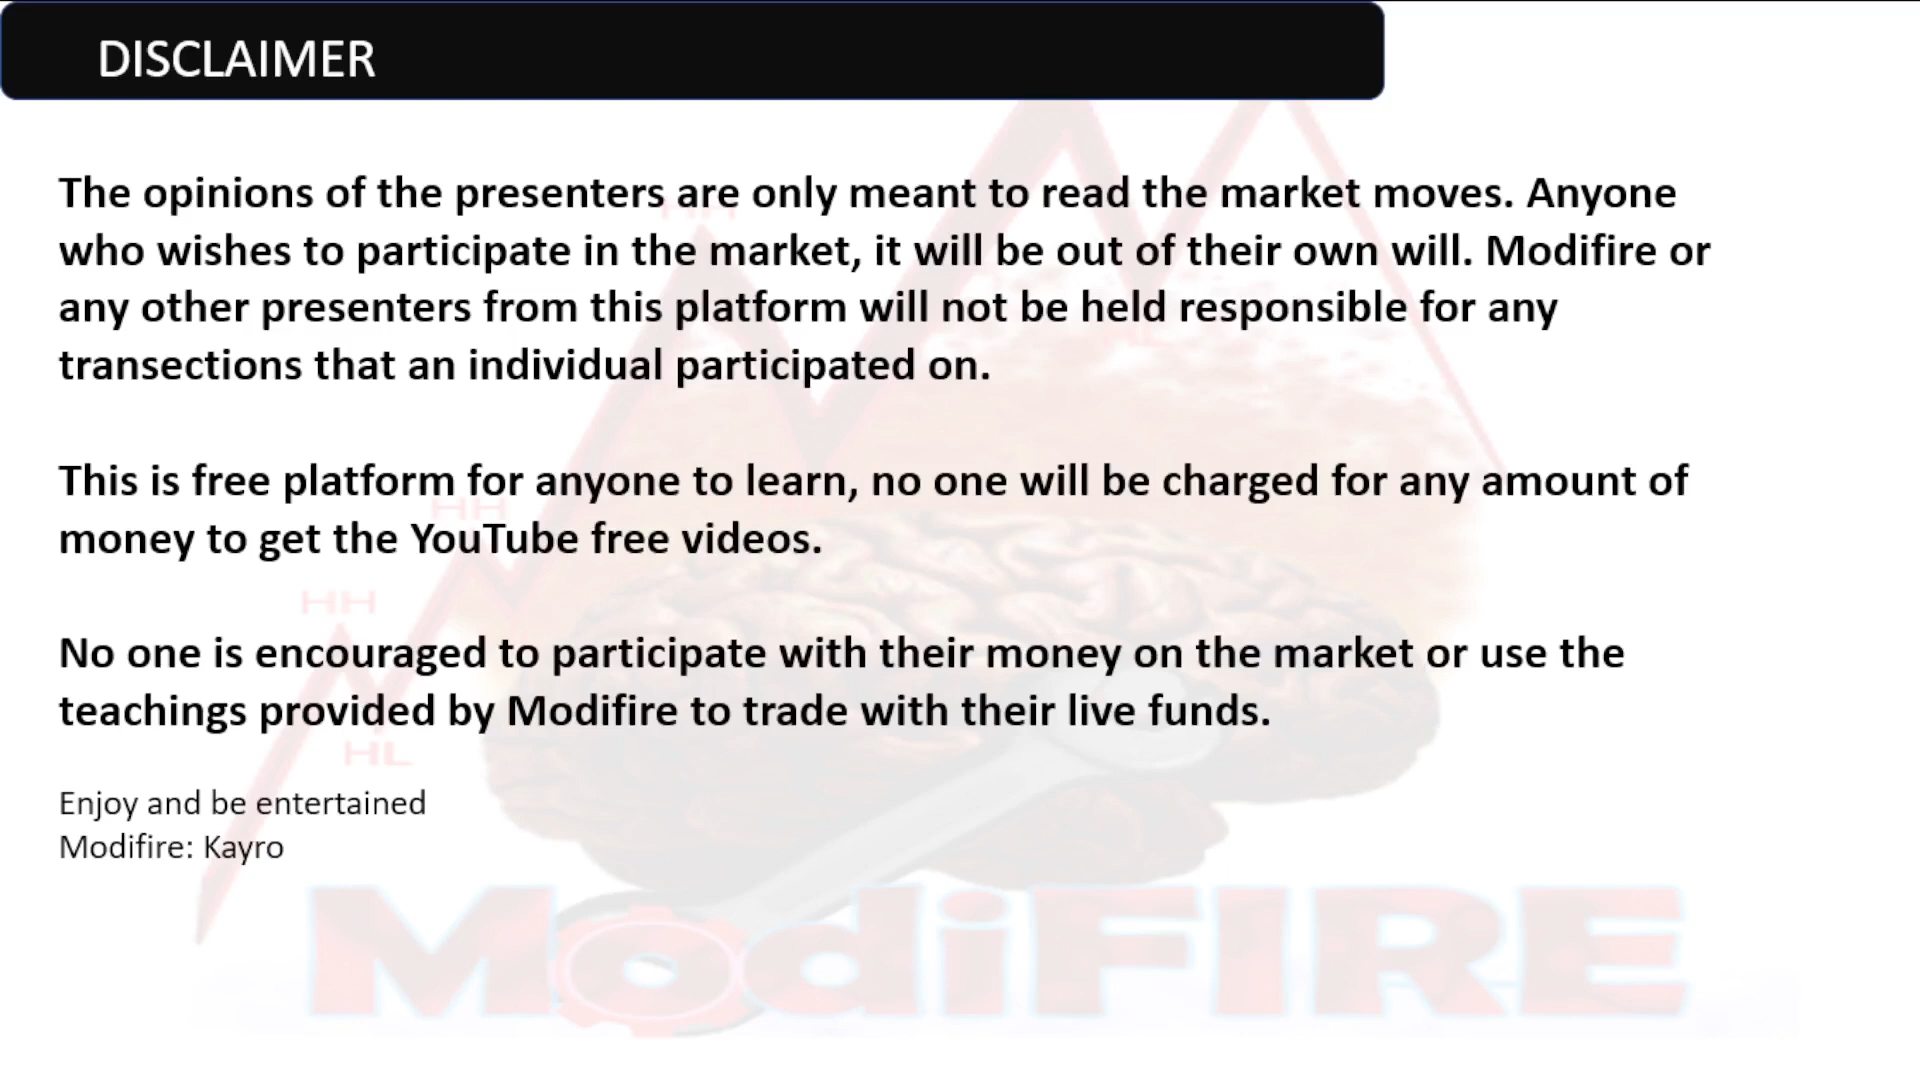 DISCLAIMER
The opinions of the presenters are only meant to read the market moves. Anyone
who wishes to participate in the market, it will be out of their own will. Modifire or
any other presenters from this platform will not be held responsible for any
transections that an individual participated on.
HH
This is free platform for anyone to learn, no one will be charged for any amount of
money to get the YouTube free videos.
HH
HH
No one is encouraged to participate with their money on the market or use the
teachings provided by Modifire to trade with their live funds.
HL
Enjoy and be entertained
Modifire: Kayro
ModiFIRE